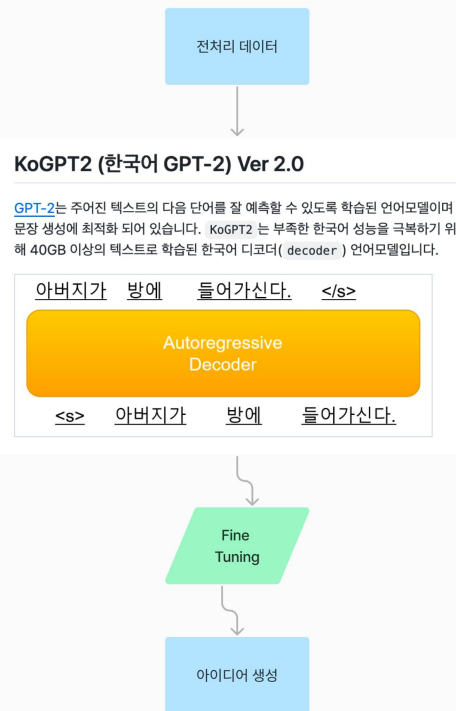 전처리 데이터
KoGPT2 (한국어 GPT-2) Ver 2.0
GPT-2는 주어진 텍스트의 다음 단어를 잘 예측할 수 있도록 학습된 언어모델이며
문장 생성에 최적화 되어 있습니다. KoGPT2 는 부족한 한국어 성능을 극복하기 위
해 40GB 이상의 텍스트로 학습된 한국어 디코더( decoder ) 언어모델입니다.
아버지가 방에 들어가신다. </s>
Autoregressive
Decoder
<s> 아버지가 방에 들어가신다.
Fine
Tuning
아이디어 생성